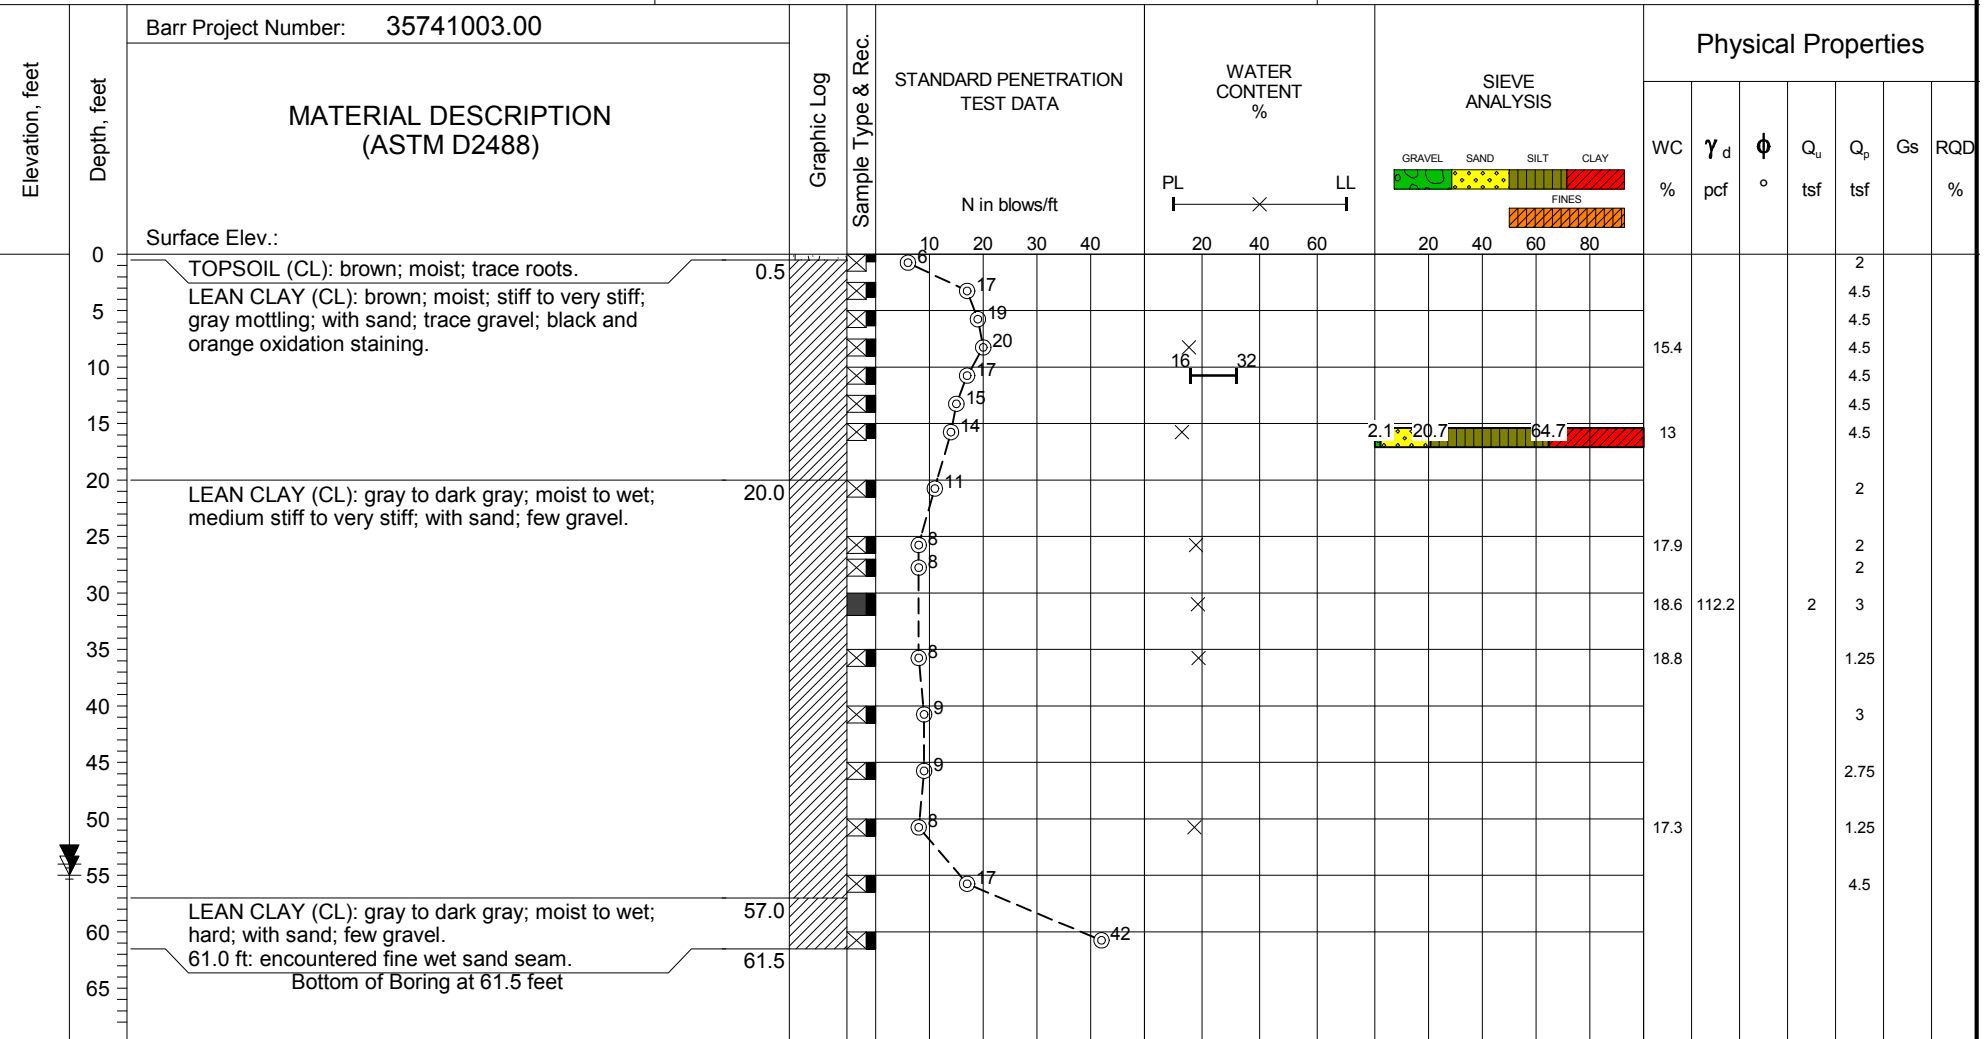 Barr Project Number: 35741003.00
Elevation, feet
Depth, feet
MATERIAL DESCRIPTION
(ASTM D2488)
Surface Elev.:
Graphic Log
Sample Type & Rec.
STANDARD PENETRATION
TEST DATA
N in blows/ft
10 20 30 40
WATER
CONTENT
%
PL LL
20 40 60
SIEVE
ANALYSIS
GRAVEL SAND SILT CLAY
FINES
20 40 60 80
Physical Properties
WC γd ϕ Qu Qp Gs RQD
% pcf ° tsf tsf %
0
TOPSOIL (CL): brown; moist; trace roots. 0.5
6
2
LEAN CLAY (CL): brown; moist; stiff to very stiff;
gray mottling; with sand; trace gravel; black and
orange oxidation staining.
17
4.5
5
19
4.5
20
15.4
4.5
10
17
16 32
4.5
15
4.5
15
14
2.1 20.7 64.7
13
4.5
20
LEAN CLAY (CL): gray to dark gray; moist to wet; 20.0
medium stiff to very stiff; with sand; few gravel.
11
2
25
8
17.9
2
8
2
30
18.6 112.2 2 3
35
8
18.8
1.25
40
9
3
45
9
2.75
50
8
17.3
1.25
55
17
4.5
LEAN CLAY (CL): gray to dark gray; moist to wet; 57.0
hard; with sand; few gravel.
60
42
61.0 ft: encountered fine wet sand seam. 61.5
Bottom of Boring at 61.5 feet
65